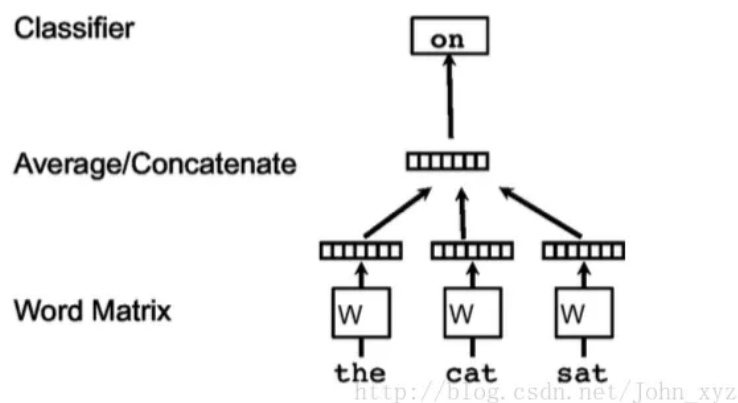 Classifier
on
Average/Concatenate
Word Matrix
W W W
the cat sat
http://blog.csdn.net/John_xyz